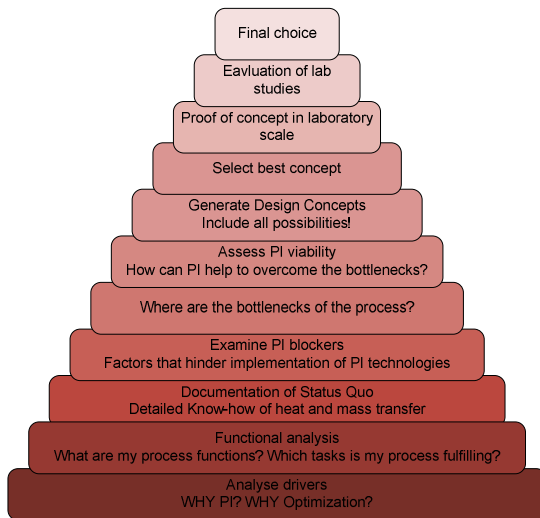 Final choice
Eavluation of lab
studies
Proof of concept in laboratory
scale
Select best concept
Generate Design Concepts
Include all possibilities!
Assess PI viability
How can PI help to overcome the bottlenecks?
Where are the bottlenecks of the process?
Examine PI blockers
Factors that hinder implementation of PI technologies
Documentation of Status Quo
Detailed Know-how of heat and mass transfer
Functional analysis
What are my process functions? Which tasks is my process fulfilling?
Analyse drivers
WHY PI? WHY Optimization?